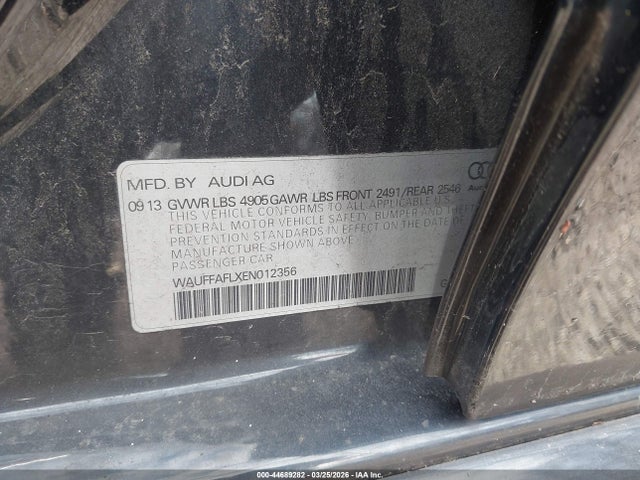 MFD. BY AUDI AG
09 13 GVWR LBS 4905 GAWR LBS FRONT 2491/REAR 2546
THIS VEHICLE CONFORMS TO ALL APPLICABLE U.S.
FEDERAL MOTOR VEHICLE SAFETY, BUMPER AND THEFT
PREVENTION STANDARDS IN EFFECT ON THE DATE OF
MANUFACTURE SHOWN ABOVE.
PASSENGER CAR
WAUFFAFLXEN012356
000-44689282 - 03/25/2026 - IAA Inc.